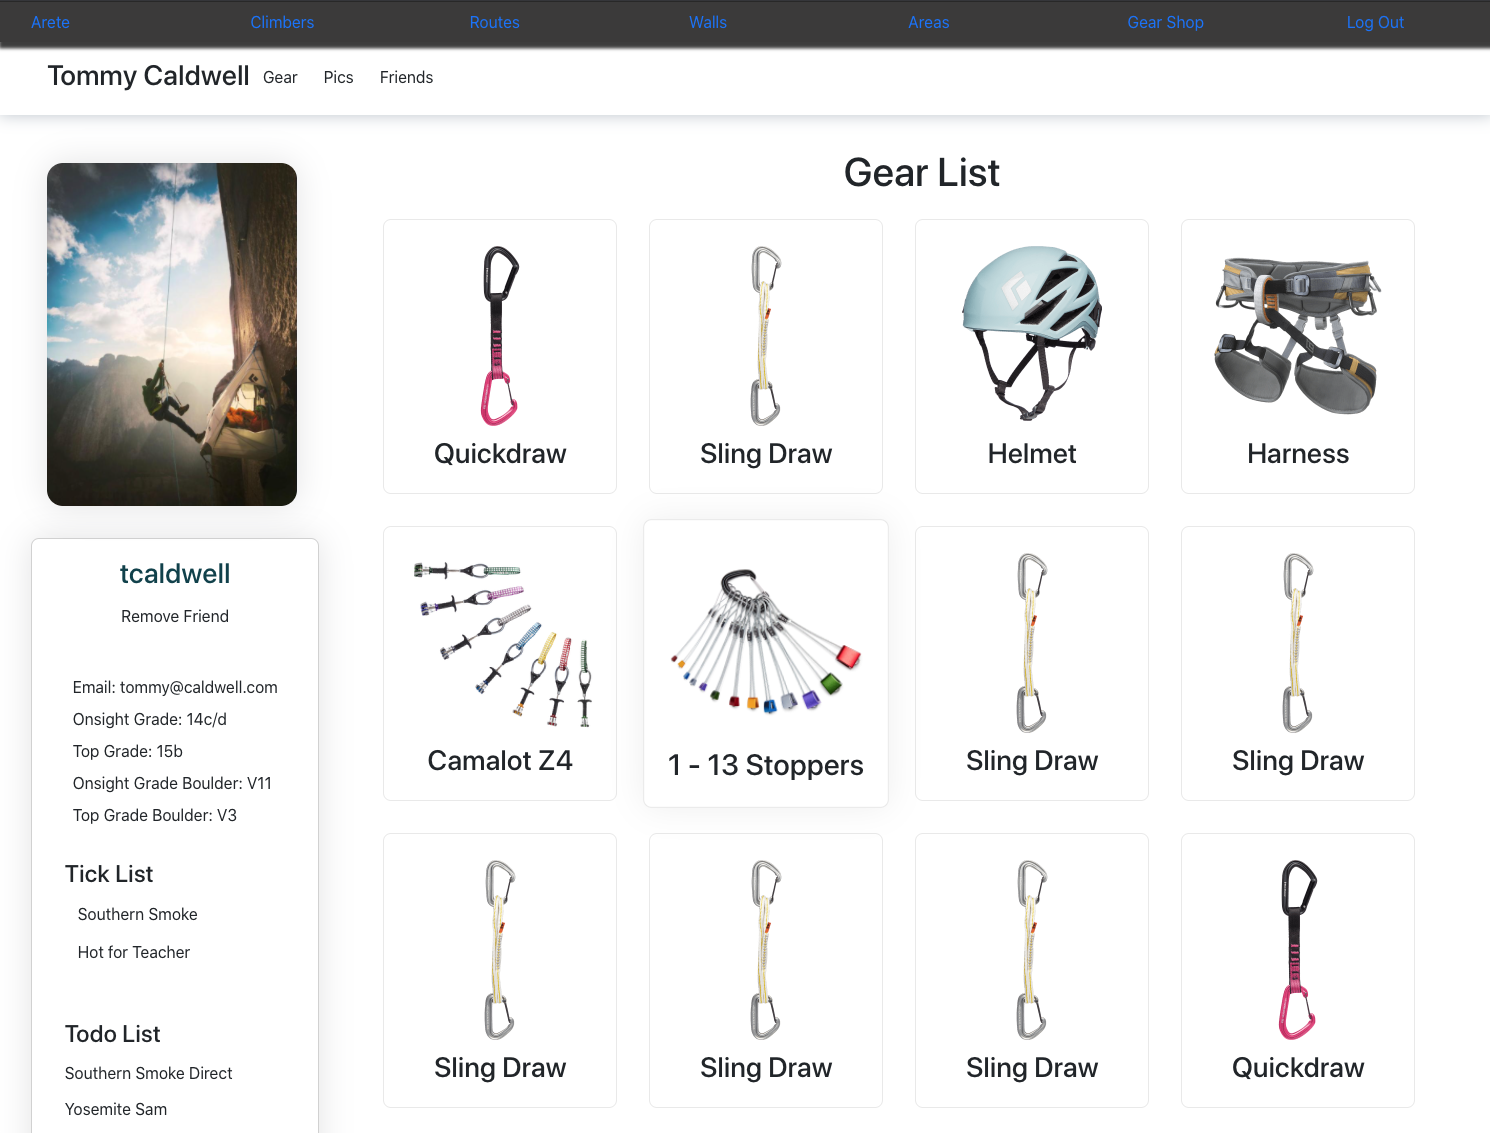 Arete Climbers Routes Walls Areas Gear Shop Log Out
Tommy Caldwell Gear Pics Friends
Gear List
Quickdraw Sling Draw Helmet Harness
Camalot Z4 1 - 13 Stoppers Sling Draw Sling Draw
Sling Draw Sling Draw Sling Draw Quickdraw
tcaldwell
Remove Friend
Email: tommy@caldwell.com
Onsight Grade: 14c/d
Top Grade: 15b
Onsight Grade Boulder: V11
Top Grade Boulder: V3
Tick List
Southern Smoke
Hot for Teacher
Todo List
Southern Smoke Direct
Yosemite Sam